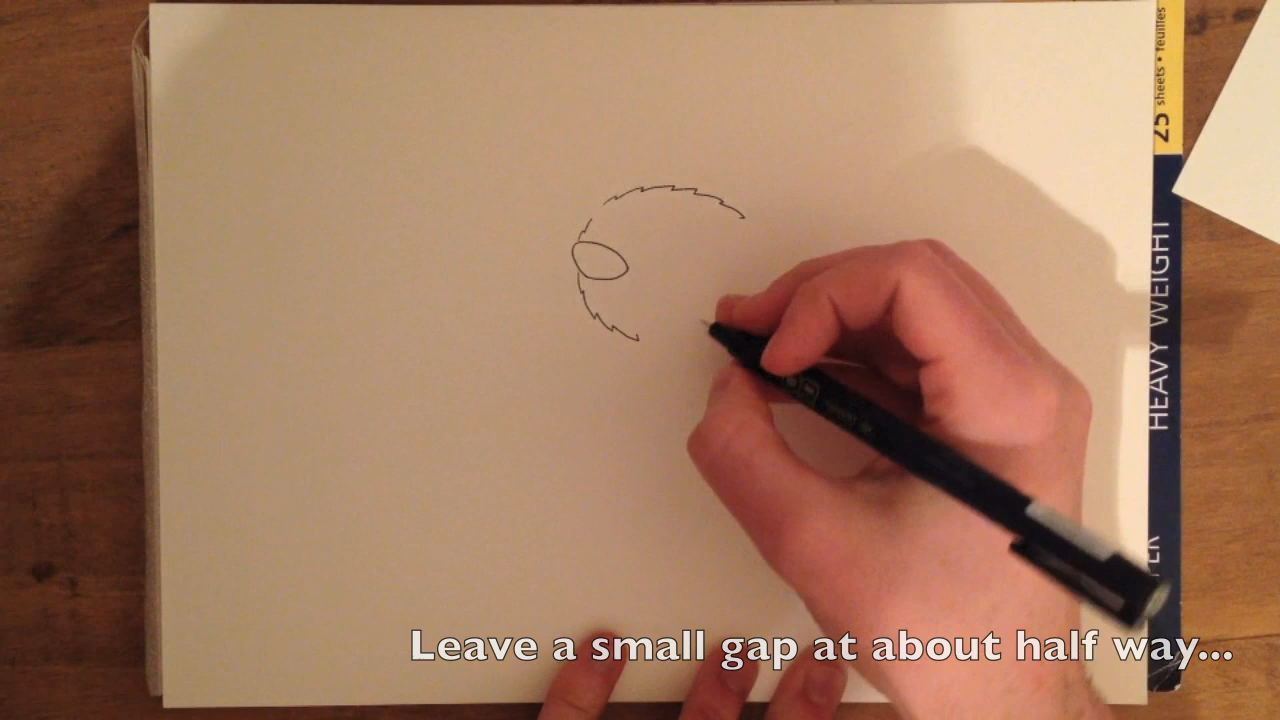 25 sheets • feuilles
HEAVY WEIGHT
Leave a small gap at about half way...